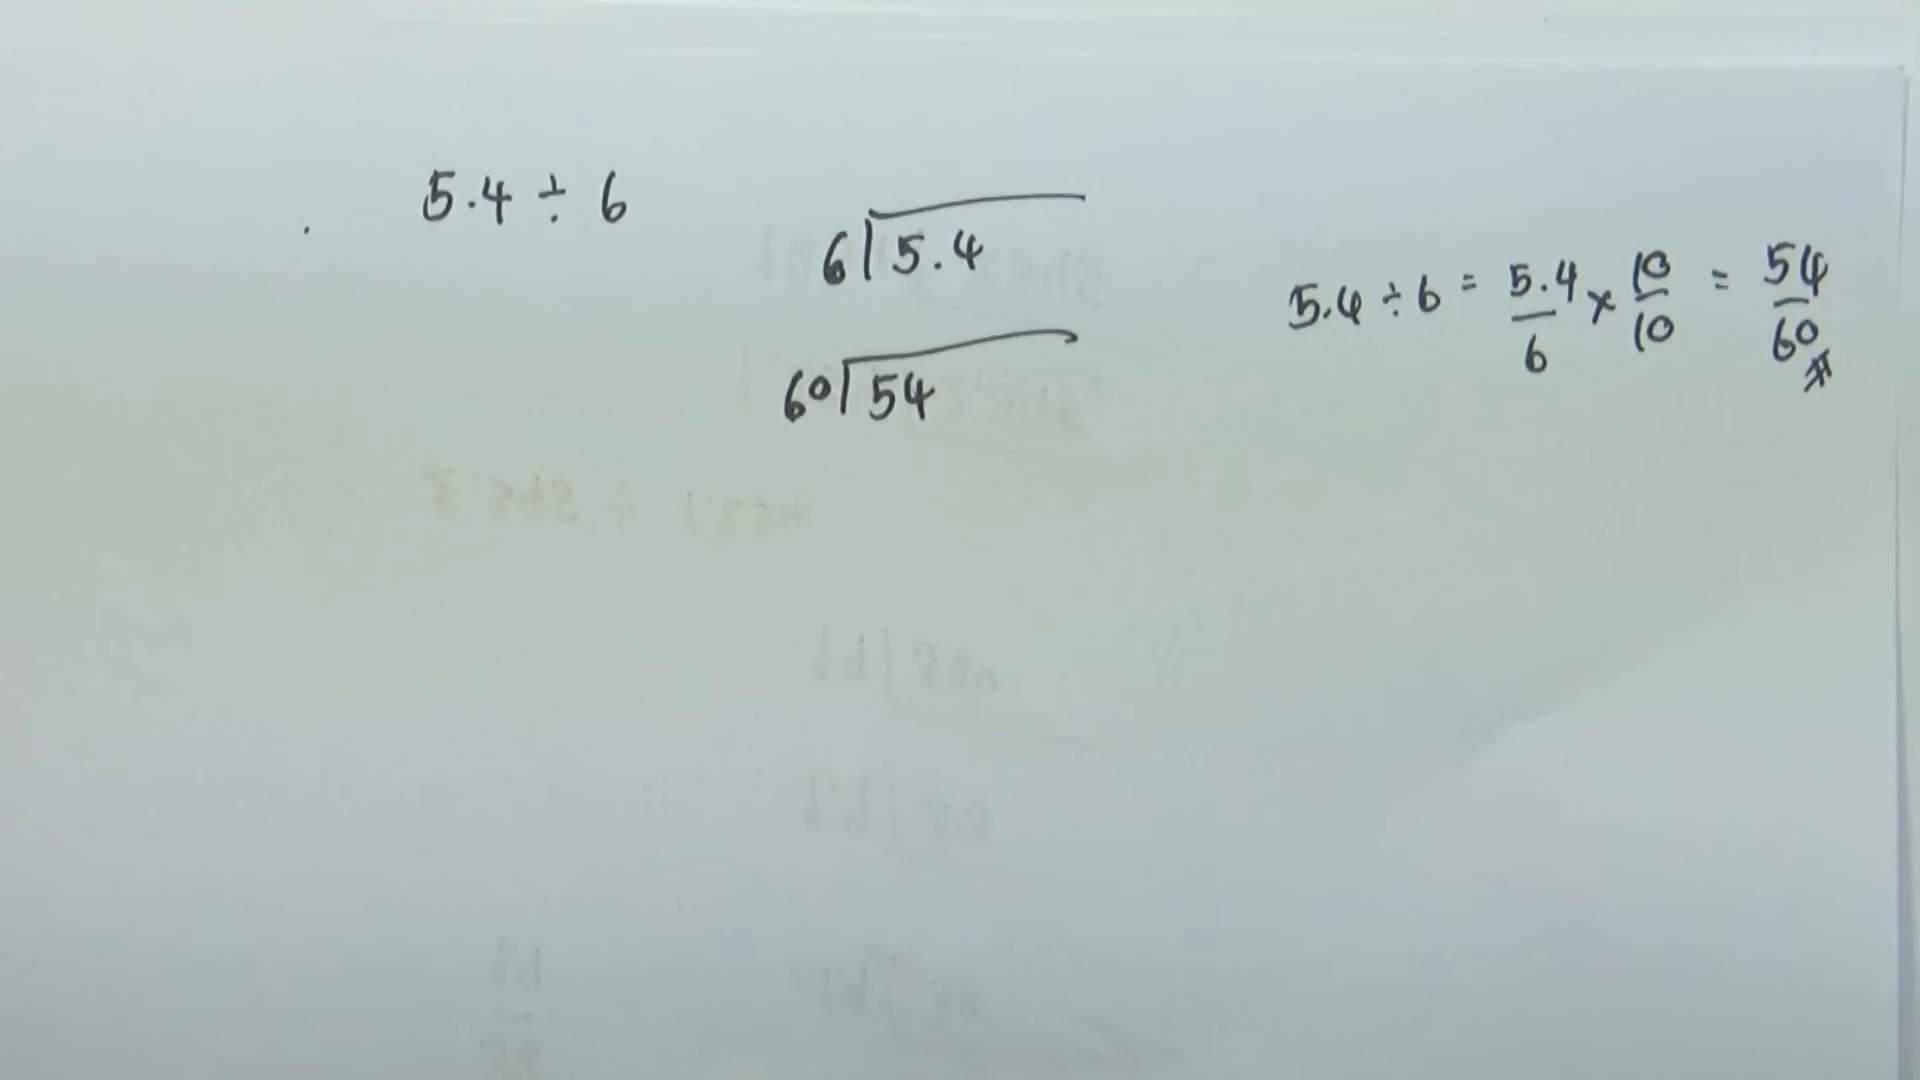 5.4 ÷ 6
6⟌5.4
5.4 ÷ 6 = 5.4/6 × 10/10 = 54/60
60⟌54